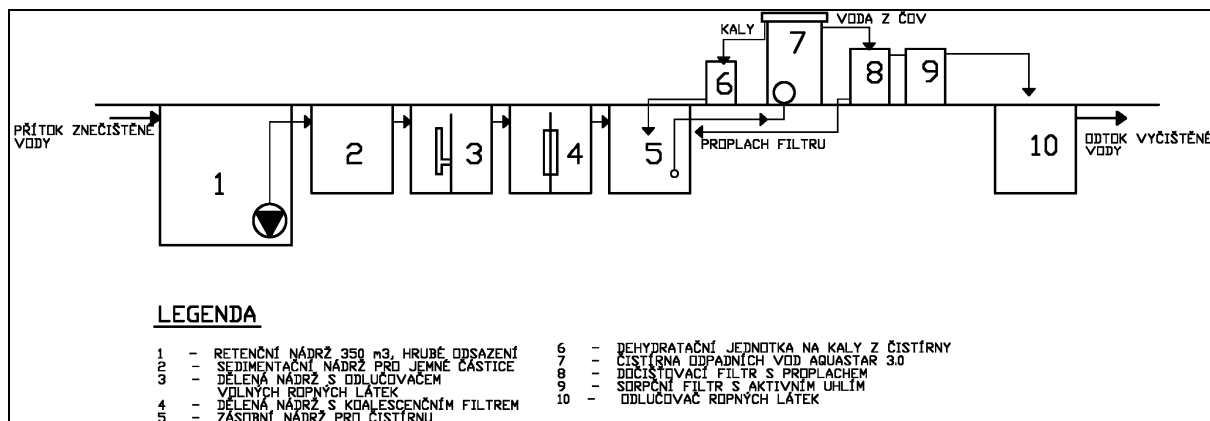 KALY
VODA Z ČOV
7
6
8
9
PŘÍTOK ZNEČIŠTĚNÉ
VODY
1
2
3
4
5
PROPLACH FILTRU
10
ODTOK VYČIŠTĚNÉ
VODY
LEGENDA
1 - RETENČNÍ NÁDRŽ 350 m3, HRUBÉ ODSAZENÍ
2 - SEDIMENTAČNÍ NÁDRŽ PRO JEMNÉ ČÁSTICE
3 - DĚLENÁ NÁDRŽ S ODLUČOVAČEM
VOLNÝCH ROPNÝCH LÁTEK
4 - DĚLENÁ NÁDRŽ S KOALESCENČNÍM FILTREM
5 - ZÁSOBNÍ NÁDRŽ PRO ČISTÍRNU
6 - DEHYDRATAČNÍ JEDNOTKA NA KALY Z ČISTÍRNY
7 - ČISTÍRNA ODPADNÍCH VOD AQUASTAR 3.0
8 - DOČIŠŤOVACÍ FILTR S PROPLACHEM
9 - SORPČNÍ FILTR S AKTIVNÍM UHLÍM
10 - ODLUČOVAČ ROPNÝCH LÁTEK